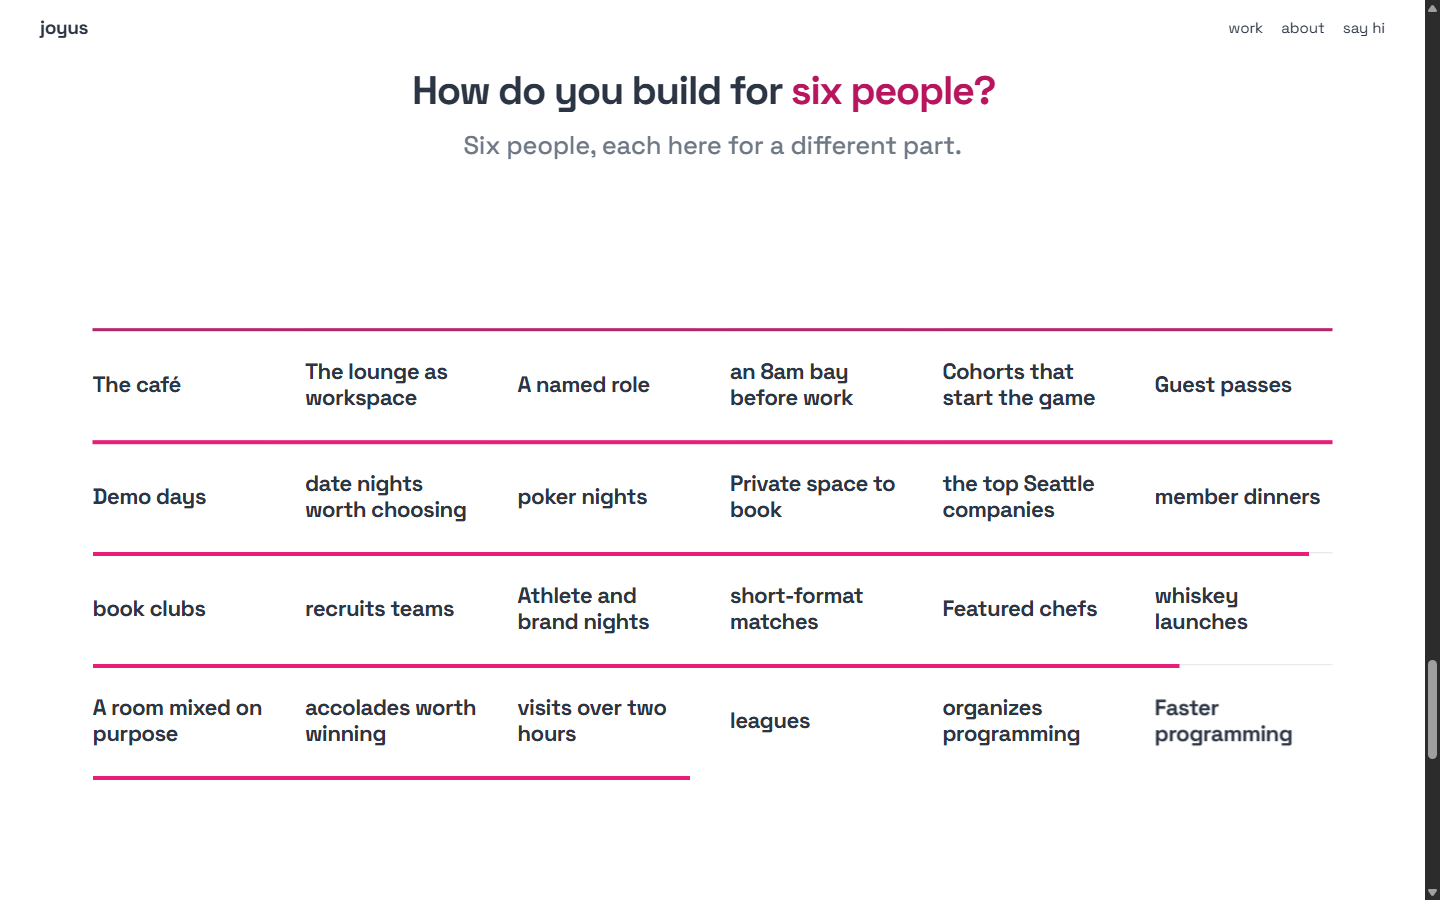 joyus
work about say hi
How do you build for six people?
Six people, each here for a different part.
The café
The lounge as
workspace
A named role
an 8am bay
before work
Cohorts that
start the game
Guest passes
Demo days
date nights
worth choosing
poker nights
Private space to
book
the top Seattle
companies
member dinners
book clubs
recruits teams
Athlete and
brand nights
short-format
matches
Featured chefs
whiskey
launches
A room mixed on
purpose
accolades worth
winning
visits over two
hours
leagues
organizes
programming
Faster
programming